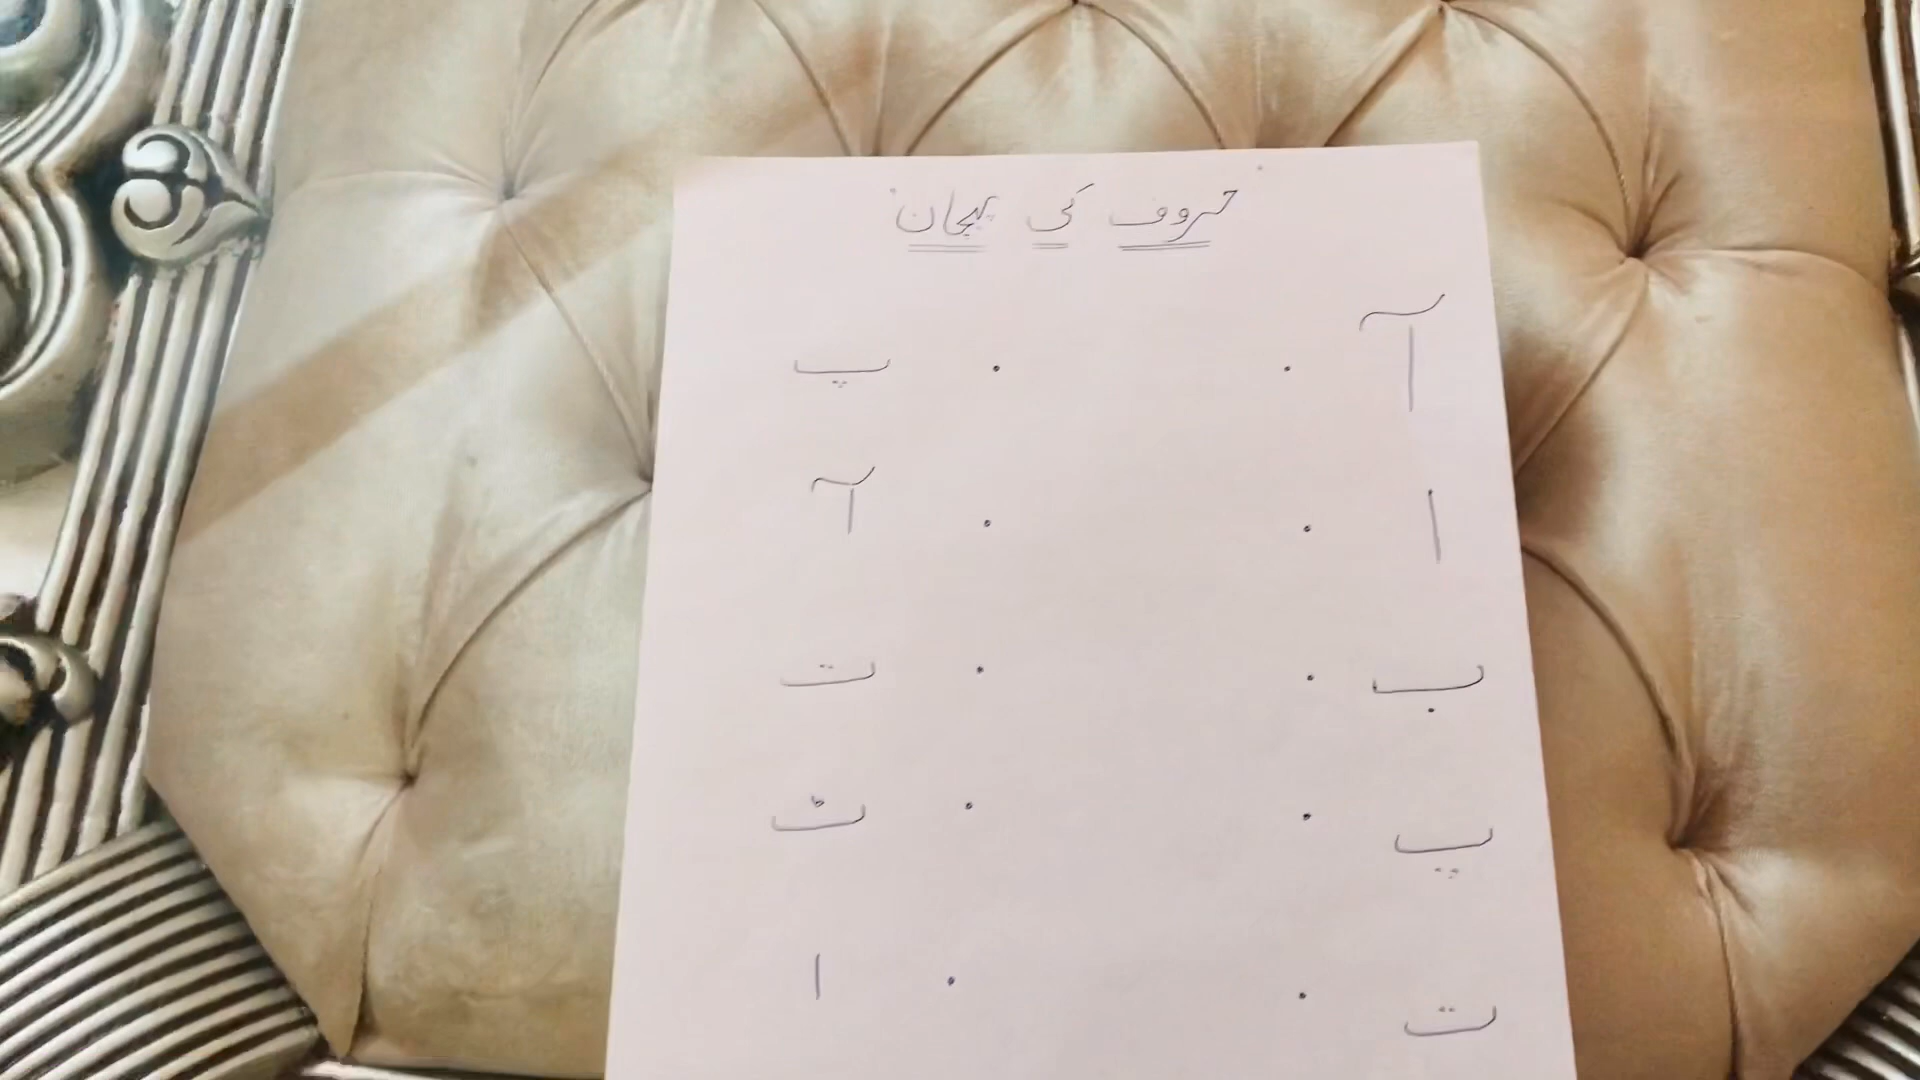 حروف کی پہچان
آ پ
ا آ
ب ت
پ ٹ
ت ا